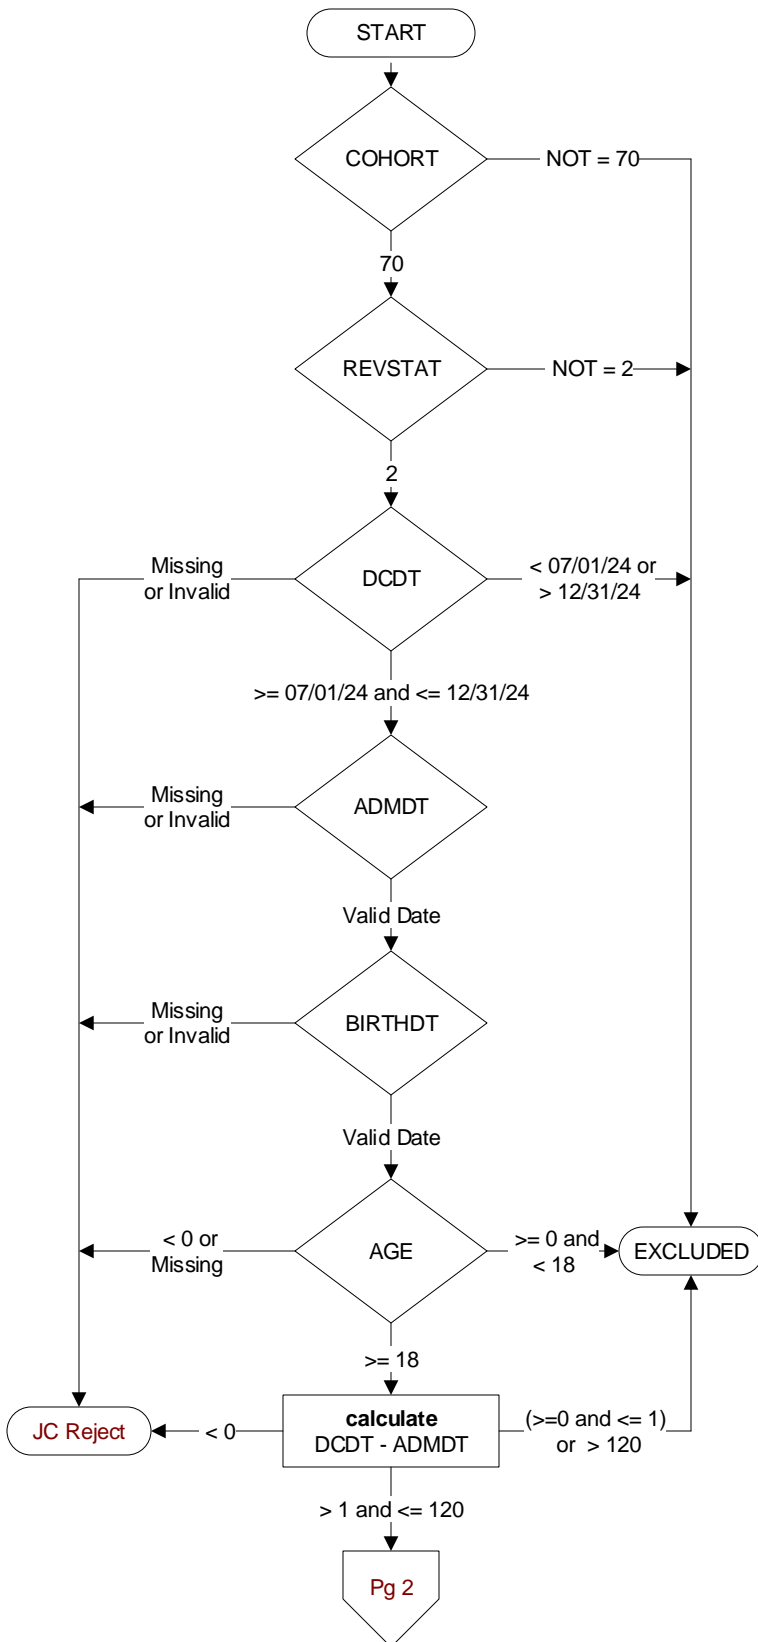 START
COHORT
NOT = 70
70
REVSTAT
NOT = 2
2
Missing
or Invalid
DCDT
< 07/01/24 or
> 12/31/24
>= 07/01/24 and <= 12/31/24
Missing
or Invalid
ADMDT
Valid Date
Missing
or Invalid
BIRTHDT
Valid Date
< 0 or
Missing
AGE
>= 0 and
< 18
EXCLUDED
>= 18
JC Reject
< 0
calculate
DCDT - ADMDT
(>=0 and <= 1)
or > 120
> 1 and <= 120
Pg 2